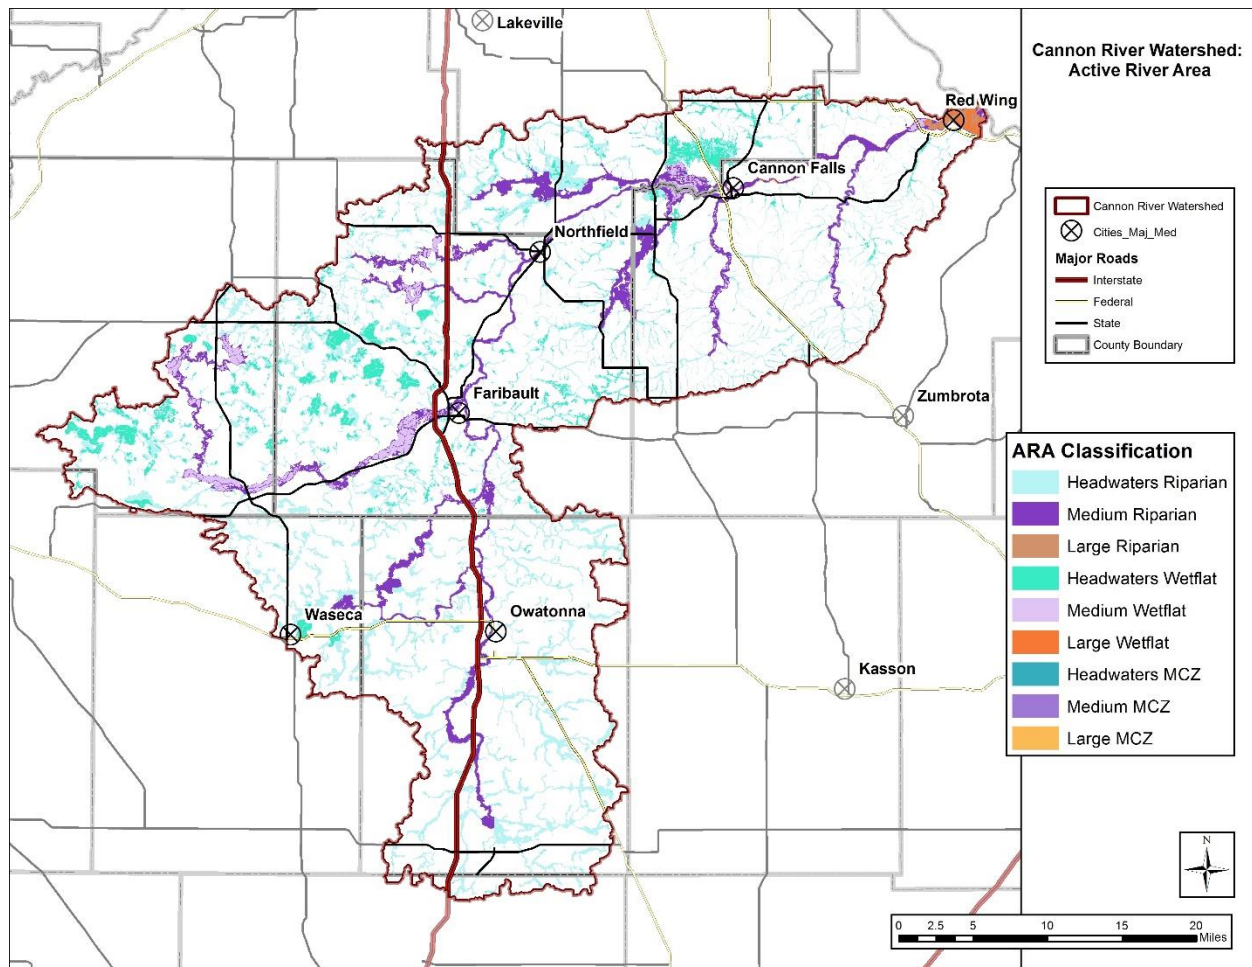 Lakeville
Cannon River Watershed:
Active River Area
Red Wing
Cannon Falls
Northfield
Faribault
Zumbrota
Waseca
Owatonna
Kasson
Cannon River Watershed
Cities_Maj_Med
Major Roads
Interstate
Federal
State
County Boundary
ARA Classification
Headwaters Riparian
Medium Riparian
Large Riparian
Headwaters Wetflat
Medium Wetflat
Large Wetflat
Headwaters MCZ
Medium MCZ
Large MCZ
N
0 2.5 5 10 15 20
Miles